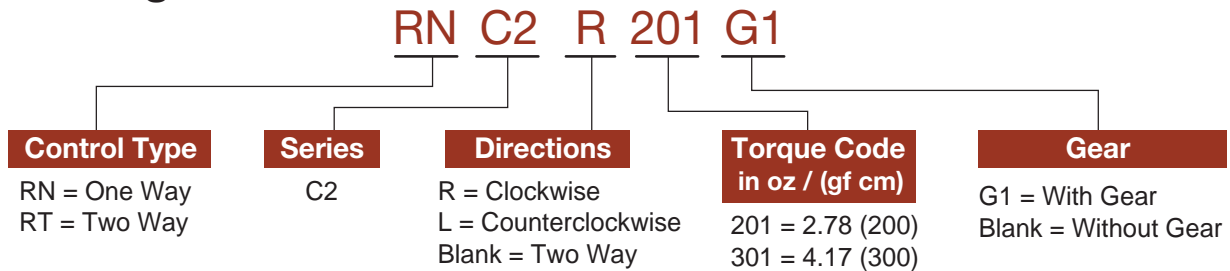 RN C2 R 201 G1
Control Type
RN = One Way
RT = Two Way
Series
C2
Directions
R = Clockwise
L = Counterclockwise
Blank = Two Way
Torque Code
in oz / (gf cm)
201 = 2.78 (200)
301 = 4.17 (300)
Gear
G1 = With Gear
Blank = Without Gear